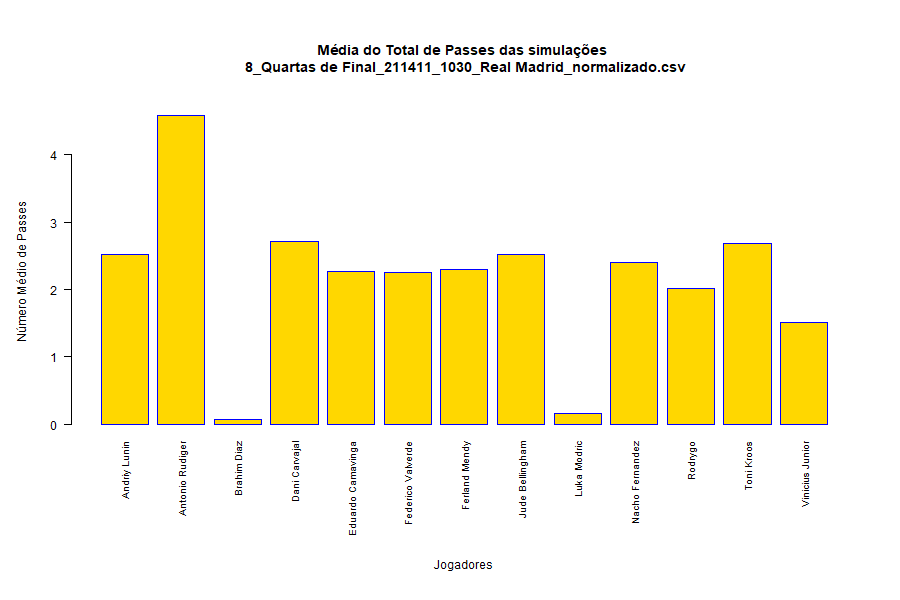 Média do Total de Passes das simulações
8_Quartas de Final_211411_1030_Real Madrid_normalizado.csv
Número Médio de Passes
4
3
2
1
0
Andriy Lunin
Antonio Rudiger
Brahim Diaz
Dani Carvajal
Eduardo Camavinga
Federico Valverde
Ferland Mendy
Jude Bellingham
Luka Modric
Nacho Fernandez
Rodrygo
Toni Kroos
Vinicius Junior
Jogadores